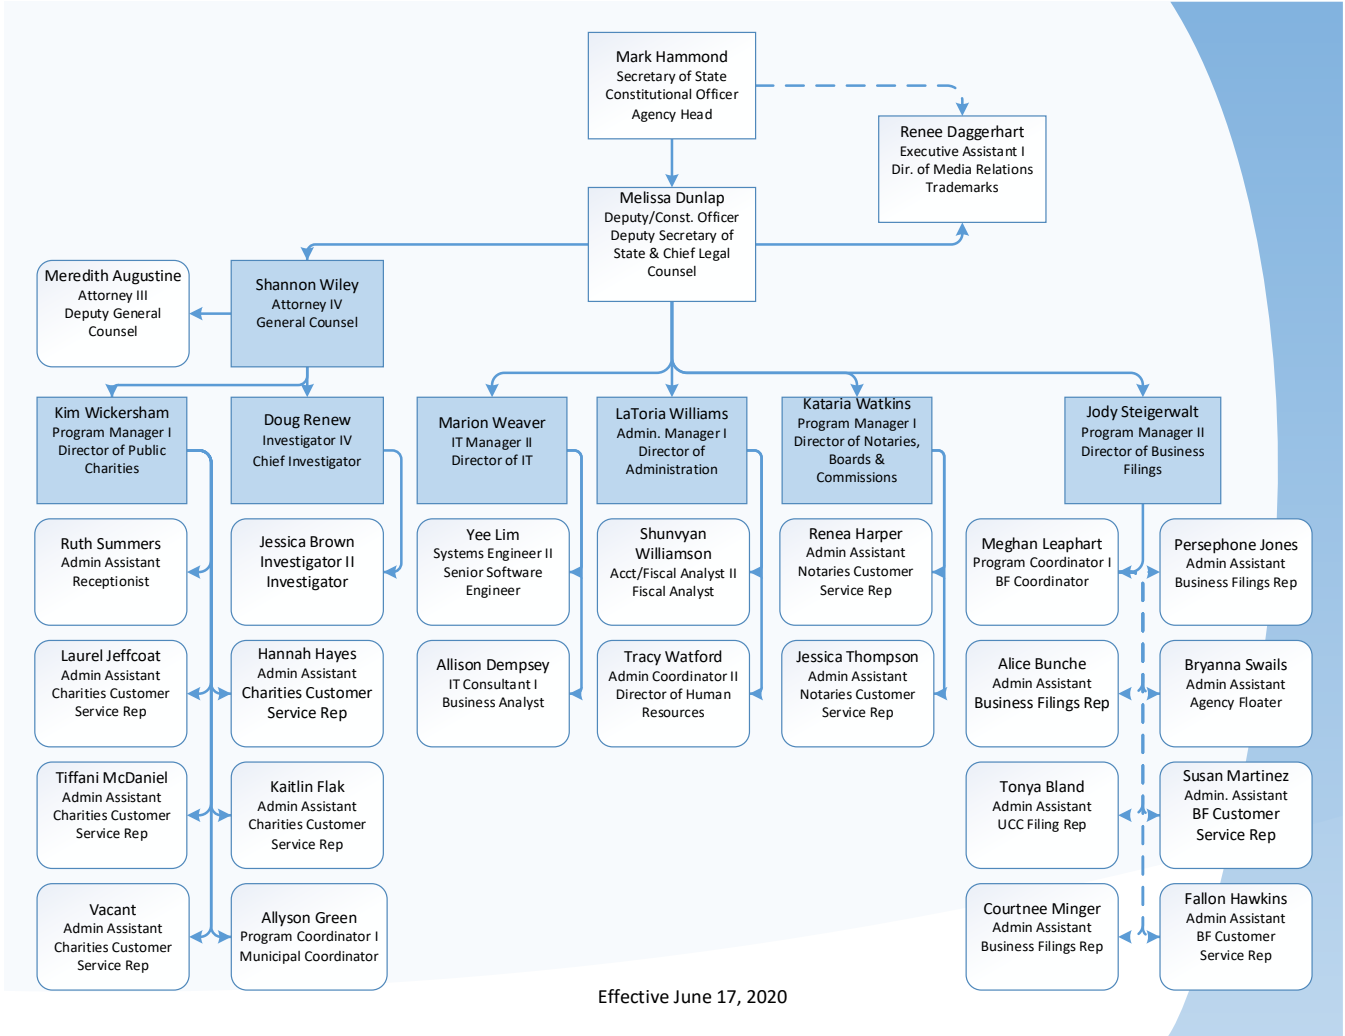 Mark Hammond
Secretary of State
Constitutional Officer
Agency Head
Renee Daggerhart
Executive Assistant I
Dir. of Media Relations
Trademarks
Melissa Dunlap
Deputy/Const. Officer
Deputy Secretary of
State & Chief Legal
Counsel
Meredith Augustine
Attorney III
Deputy General
Counsel
Shannon Wiley
Attorney IV
General Counsel
Kim Wickersham
Program Manager I
Director of Public
Charities
Doug Renew
Investigator IV
Chief Investigator
Marion Weaver
IT Manager II
Director of IT
LaToria Williams
Admin. Manager I
Director of
Administration
Kataria Watkins
Program Manager I
Director of Notaries,
Boards &
Commissions
Jody Steigerwalt
Program Manager II
Director of Business
Filings
Ruth Summers
Admin Assistant
Receptionist
Jessica Brown
Investigator II
Investigator
Yee Lim
Systems Engineer II
Senior Software
Engineer
Shunvyan
Williamson
Acct/Fiscal Analyst II
Fiscal Analyst
Renea Harper
Admin Assistant
Notaries Customer
Service Rep
Meghan Leaphart
Program Coordinator I
BF Coordinator
Persephone Jones
Admin Assistant
Business Filings Rep
Laurel Jeffcoat
Admin Assistant
Charities Customer
Service Rep
Hannah Hayes
Admin Assistant
Charities Customer
Service Rep
Allison Dempsey
IT Consultant I
Business Analyst
Tracy Watford
Admin Coordinator II
Director of Human
Resources
Jessica Thompson
Admin Assistant
Notaries Customer
Service Rep
Alice Bunche
Admin Assistant
Business Filings Rep
Bryanna Swails
Admin Assistant
Agency Floater
Tiffani McDaniel
Admin Assistant
Charities Customer
Service Rep
Kaitlin Flak
Admin Assistant
Charities Customer
Service Rep
Tonya Bland
Admin Assistant
UCC Filing Rep
Susan Martinez
Admin. Assistant
BF Customer
Service Rep
Vacant
Admin Assistant
Charities Customer
Service Rep
Allyson Green
Program Coordinator I
Municipal Coordinator
Courtnee Minger
Admin Assistant
Business Filings Rep
Fallon Hawkins
Admin Assistant
BF Customer
Service Rep
Effective June 17, 2020